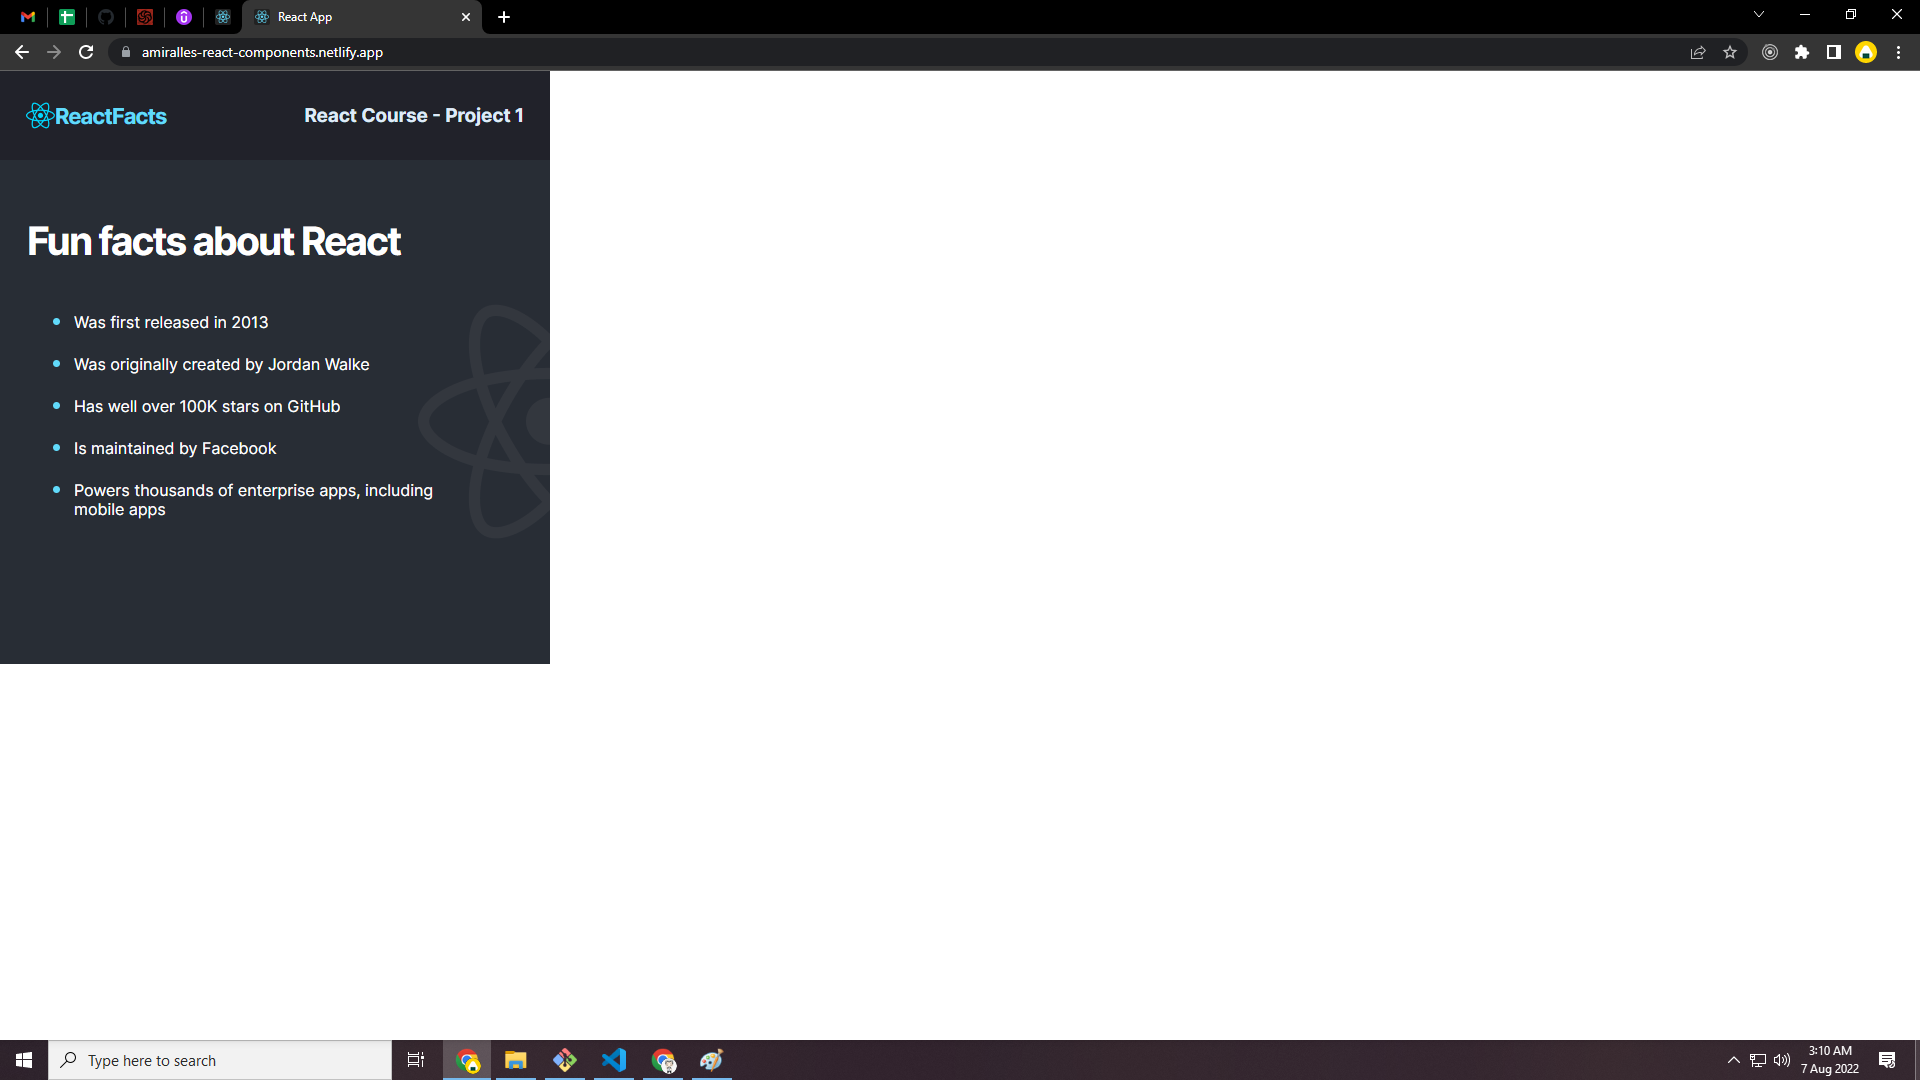 React App
amiralles-react-components.netlify.app
ReactFacts
React Course - Project 1
Fun facts about React
Was first released in 2013
Was originally created by Jordan Walke
Has well over 100K stars on GitHub
Is maintained by Facebook
Powers thousands of enterprise apps, including
mobile apps
Type here to search
3:10 AM
7 Aug 2022